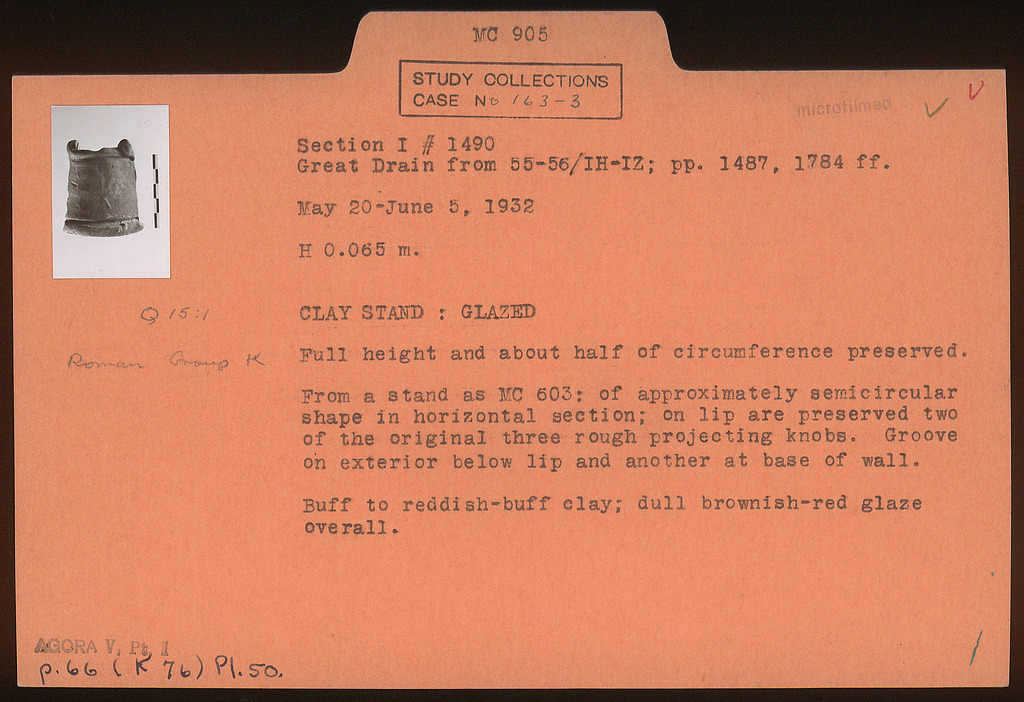 MC 905
STUDY COLLECTIONS
CASE No 163-3
microfilmed
Section I # 1490
Great Drain from 55-56/IH-IZ; pp. 1487, 1784 ff.
May 20-June 5, 1932
H 0.065 m.
Q 15:1
CLAY STAND : GLAZED
Roman Group K
Full height and about half of circumference preserved.
From a stand as MC 603: of approximately semicircular
shape in horizontal section; on lip are preserved two
of the original three rough projecting knobs. Groove
on exterior below lip and another at base of wall.
Buff to reddish-buff clay; dull brownish-red glaze
overall.
AGORA V, Pt. I
p. 66 (K 76) Pl. 50.